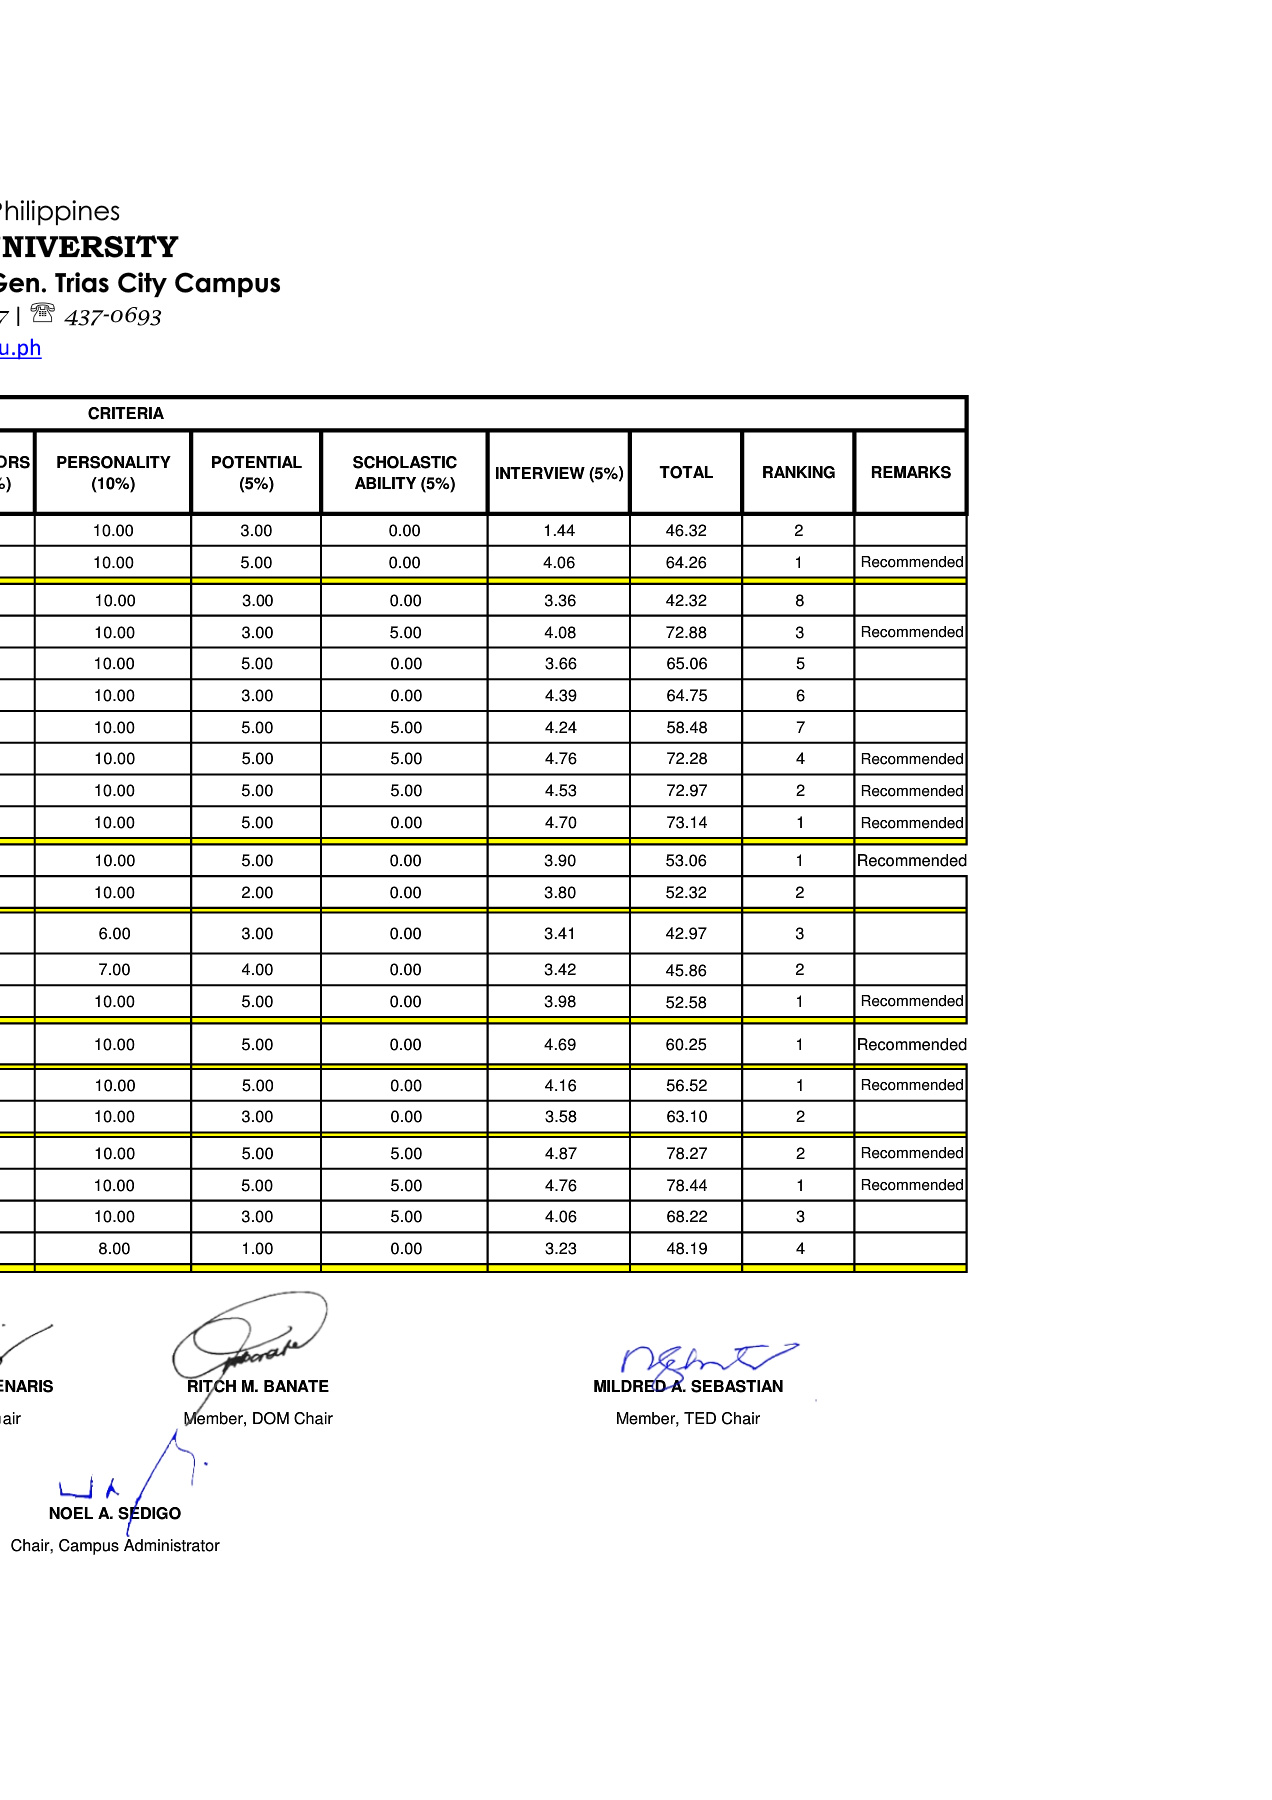 Philippines
NIVERSITY
Gen. Trias City Campus
7 | ☏ 437-0693
u.ph
CRITERIA
ORS %) PERSONALITY (10%) POTENTIAL (5%) SCHOLASTIC ABILITY (5%) INTERVIEW (5%) TOTAL RANKING REMARKS
10.00 3.00 0.00 1.44 46.32 2
10.00 5.00 0.00 4.06 64.26 1 Recommended
10.00 3.00 0.00 3.36 42.32 8
10.00 3.00 5.00 4.08 72.88 3 Recommended
10.00 5.00 0.00 3.66 65.06 5
10.00 3.00 0.00 4.39 64.75 6
10.00 5.00 5.00 4.24 58.48 7
10.00 5.00 5.00 4.76 72.28 4 Recommended
10.00 5.00 5.00 4.53 72.97 2 Recommended
10.00 5.00 0.00 4.70 73.14 1 Recommended
10.00 5.00 0.00 3.90 53.06 1 Recommended
10.00 2.00 0.00 3.80 52.32 2
6.00 3.00 0.00 3.41 42.97 3
7.00 4.00 0.00 3.42 45.86 2
10.00 5.00 0.00 3.98 52.58 1 Recommended
10.00 5.00 0.00 4.69 60.25 1 Recommended
10.00 5.00 0.00 4.16 56.52 1 Recommended
10.00 3.00 0.00 3.58 63.10 2
10.00 5.00 5.00 4.87 78.27 2 Recommended
10.00 5.00 5.00 4.76 78.44 1 Recommended
10.00 3.00 5.00 4.06 68.22 3
8.00 1.00 0.00 3.23 48.19 4
ENARIS RITCH M. BANATE MILDRED A. SEBASTIAN
air Member, DOM Chair Member, TED Chair
NOEL A. SEDIGO
Chair, Campus Administrator